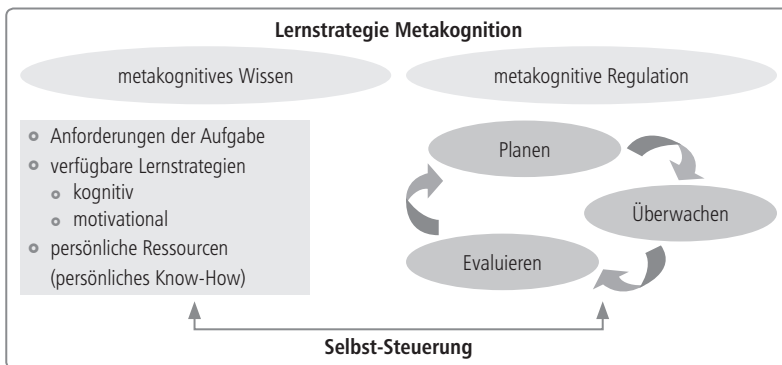 Lernstrategie Metakognition
metakognitives Wissen
metakognitive Regulation
Anforderungen der Aufgabe
verfügbare Lernstrategien
kognitiv
motivational
persönliche Ressourcen
(persönliches Know-How)
Planen
Überwachen
Evaluieren
Selbst-Steuerung